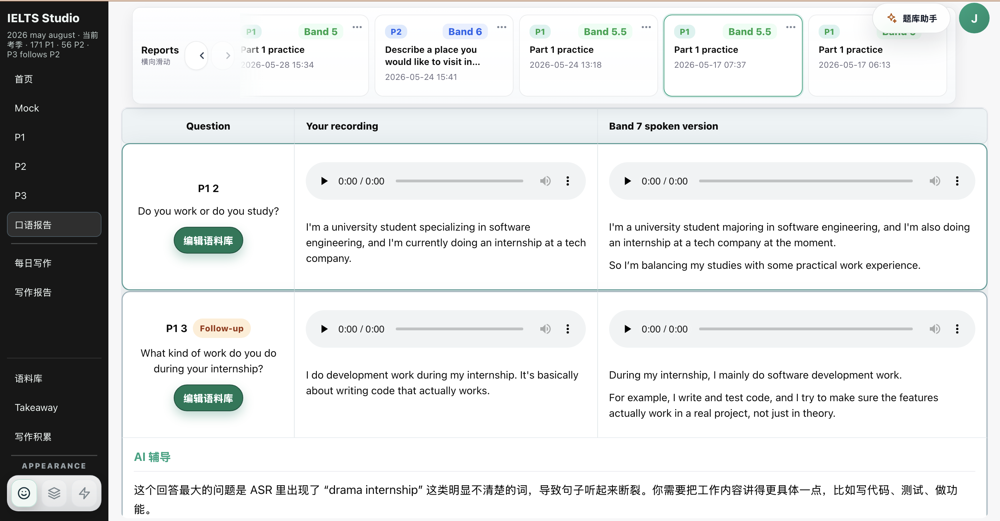 IELTS Studio
2026 may august · 当前
考季 · 171 P1 · 56 P2 ·
P3 follows P2
首页
Mock
P1
P2
P3
口语报告
每日写作
写作报告
语料库
Takeaway
写作积累
APPEARANCE
Reports
横向滑动
P1
Band 5
Part 1 practice
2026-05-28 15:34
P2
Band 6
Describe a place you
would like to visit in...
2026-05-24 15:41
P1
Band 5.5
Part 1 practice
2026-05-24 13:18
P1
Band 5.5
Part 1 practice
2026-05-17 07:37
P1
Part 1 practice
2026-05-17 06:13
题库助手
J
Question
Your recording
Band 7 spoken version
P1 2
Do you work or do you study?
编辑语料库
0:00 / 0:00
I'm a university student specializing in software
engineering, and I'm currently doing an internship at a tech
company.
0:00 / 0:00
I'm a university student majoring in software engineering, and I'm also doing
an internship at a tech company at the moment.
So I’m balancing my studies with some practical work experience.
P1 3
Follow-up
What kind of work do you do
during your internship?
编辑语料库
0:00 / 0:00
I do development work during my internship. It's basically
about writing code that actually works.
0:00 / 0:00
During my internship, I mainly do software development work.
For example, I write and test code, and I try to make sure the features
actually work in a real project, not just in theory.
AI 辅导
这个回答最大的问题是 ASR 里出现了 “drama internship” 这类明显不清楚的词，导致句子听起来断裂。你需要把工作内容讲得更具体一点，比如写代码、测试、做功
能。